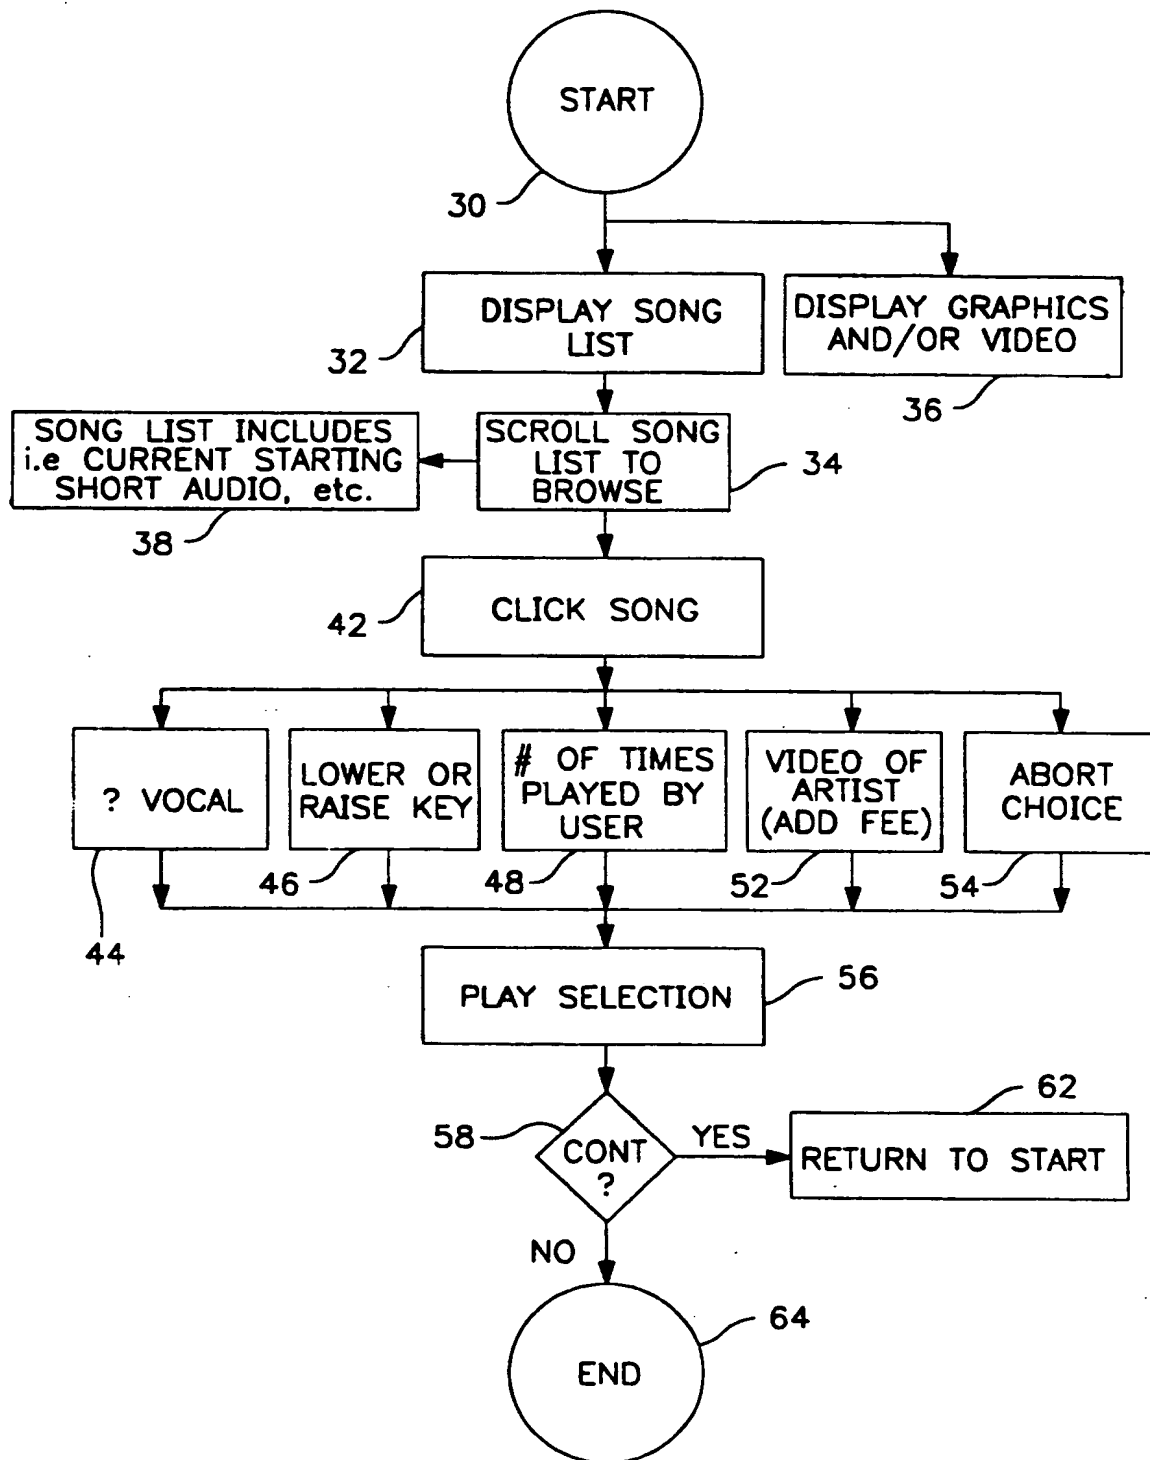 START
30
DISPLAY SONG
LIST
32
DISPLAY GRAPHICS
AND/OR VIDEO
36
SONG LIST INCLUDES
i.e CURRENT STARTING
SHORT AUDIO, etc.
38
SCROLL SONG
LIST TO
BROWSE
34
CLICK SONG
42
? VOCAL
44
LOWER OR
RAISE KEY
46
# OF TIMES
PLAYED BY
USER
48
VIDEO OF
ARTIST
(ADD FEE)
52
ABORT
CHOICE
54
PLAY SELECTION
56
CONT
?
58
YES
RETURN TO START
62
NO
END
64